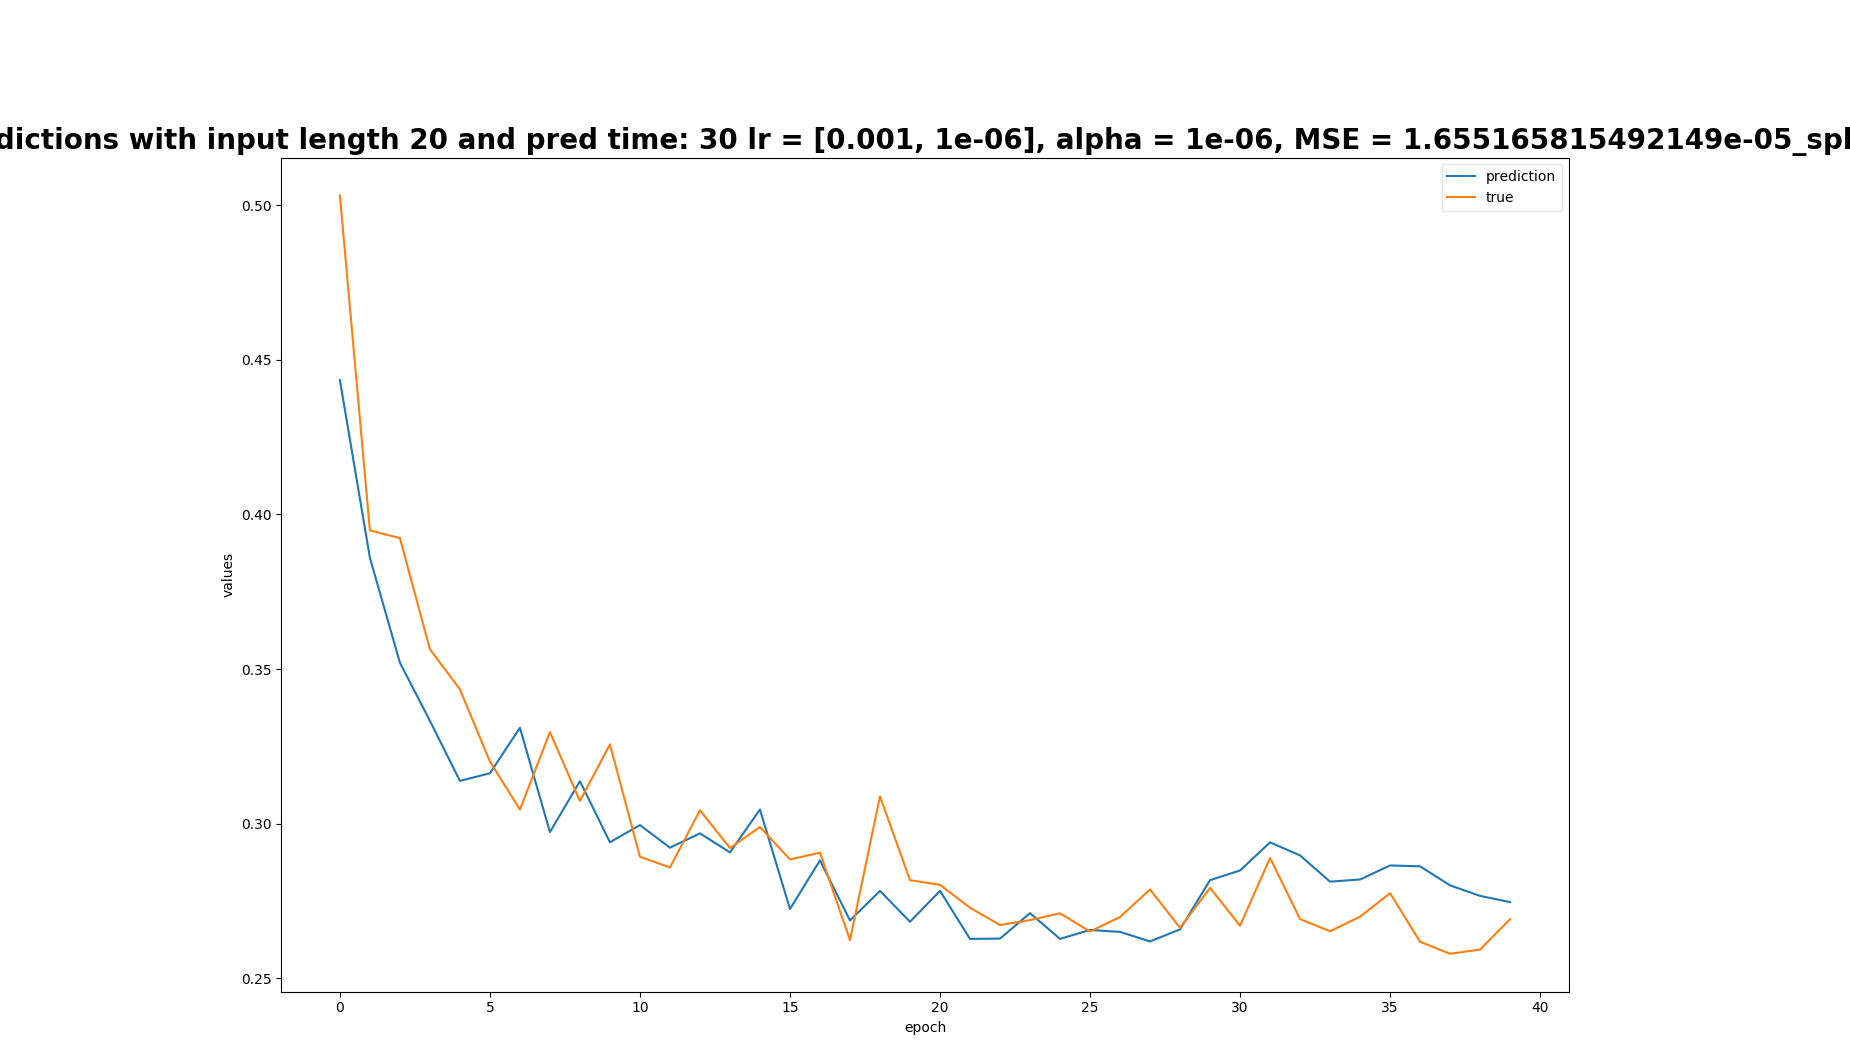 dictions with input length 20 and pred time: 30 lr = [0.001, 1e-06], alpha = 1e-06, MSE = 1.655165815492149e-05_spl
prediction
true
0.50
0.45
0.40
0.35
0.30
0.25
values
0 5 10 15 20 25 30 35 40
epoch